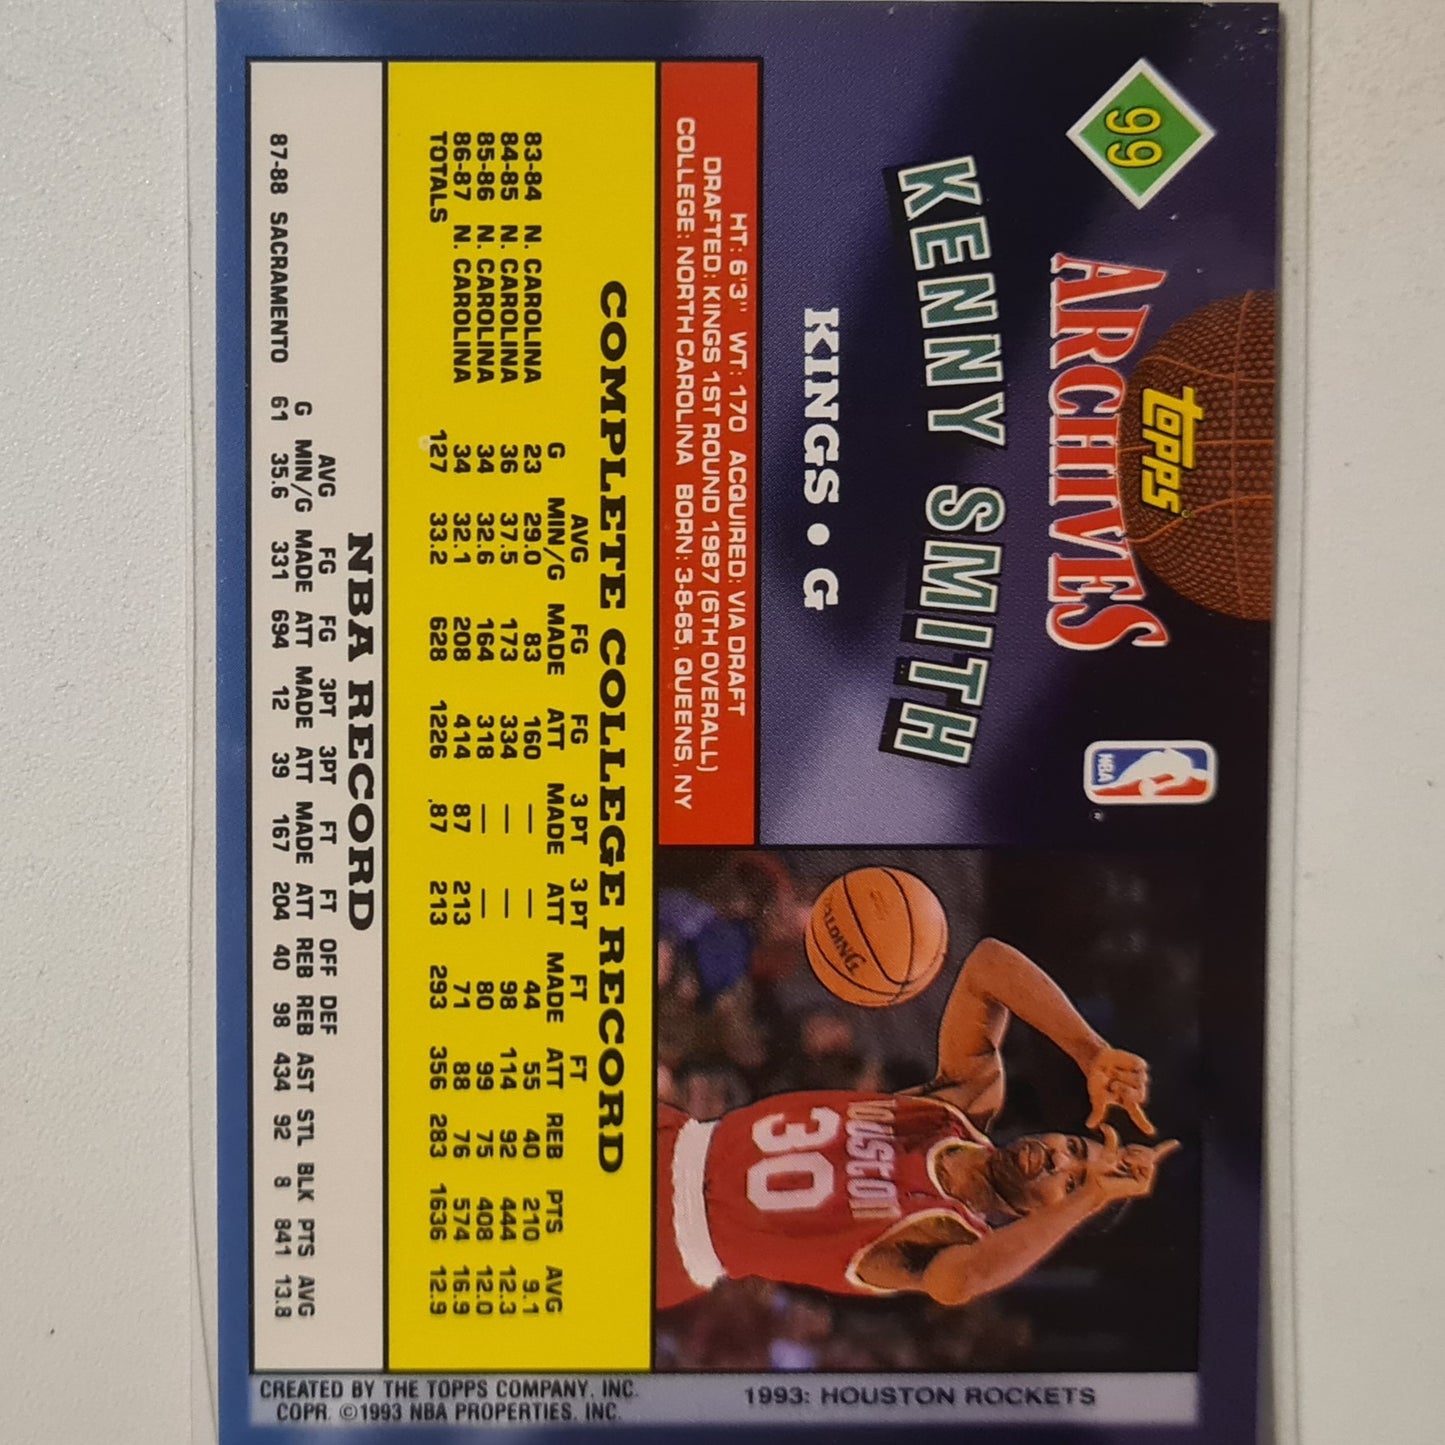 99
topps
ARCHIVES
NBA
KENNY SMITH
KINGS • G
HT: 6'3" WT: 170 ACQUIRED: VIA DRAFT
DRAFTED: KINGS 1ST ROUND 1987 (6TH OVERALL)
COLLEGE: NORTH CAROLINA BORN: 3-8-65, QUEENS, NY
SPALDING
HOUSTON
30
COMPLETE COLLEGE RECORD
AVG FG FG 3 PT 3 PT FT FT
G MIN/G MADE ATT MADE ATT MADE ATT REB PTS AVG
83-84 N. CAROLINA 23 29.0 83 160 — — 44 55 40 210 9.1
84-85 N. CAROLINA 36 37.5 173 334 — — 98 114 92 444 12.3
85-86 N. CAROLINA 34 32.6 164 318 — — 80 99 75 408 12.0
86-87 N. CAROLINA 34 32.1 208 414 87 213 71 88 76 574 16.9
TOTALS 127 33.2 628 1226 ,87 213 293 356 283 1636 12.9
NBA RECORD
AVG FG FG 3PT 3PT FT FT OFF DEF
G MIN/G MADE ATT MADE ATT MADE ATT REB REB AST STL BLK PTS AVG
87-88 SACRAMENTO 61 35.6 331 694 12 39 167 204 40 98 434 92 8 841 13.8
1993: HOUSTON ROCKETS
CREATED BY THE TOPPS COMPANY, INC.
COPR. ©1993 NBA PROPERTIES, INC.